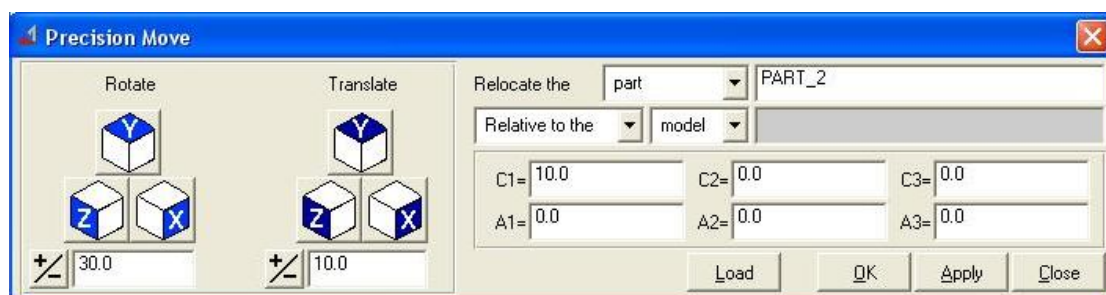 Precision Move
Rotate Translate
Y Y
Z X Z X
+/- 30.0 +/- 10.0
Relocate the part PART_2
Relative to the model
C1= 10.0 C2= 0.0 C3= 0.0
A1= 0.0 A2= 0.0 A3= 0.0
Load OK Apply Close